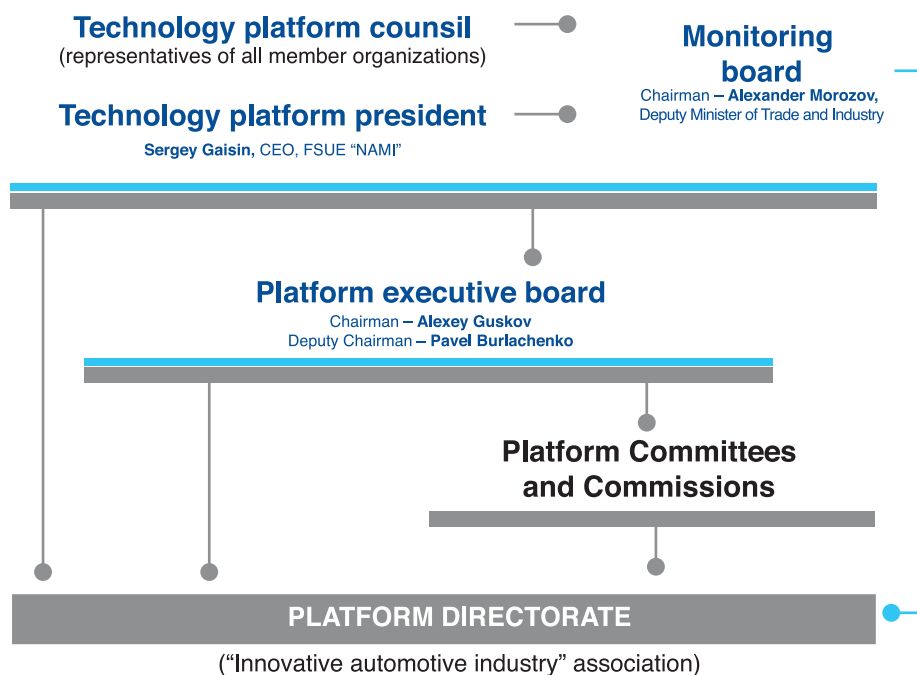 Technology platform counsil
(representatives of all member organizations)
Technology platform president
Sergey Gaisin, CEO, FSUE “NAMI”
Monitoring
board
Chairman – Alexander Morozov,
Deputy Minister of Trade and Industry
Platform executive board
Chairman – Alexey Guskov
Deputy Chairman – Pavel Burlachenko
Platform Committees
and Commissions
PLATFORM DIRECTORATE
(“Innovative automotive industry” association)